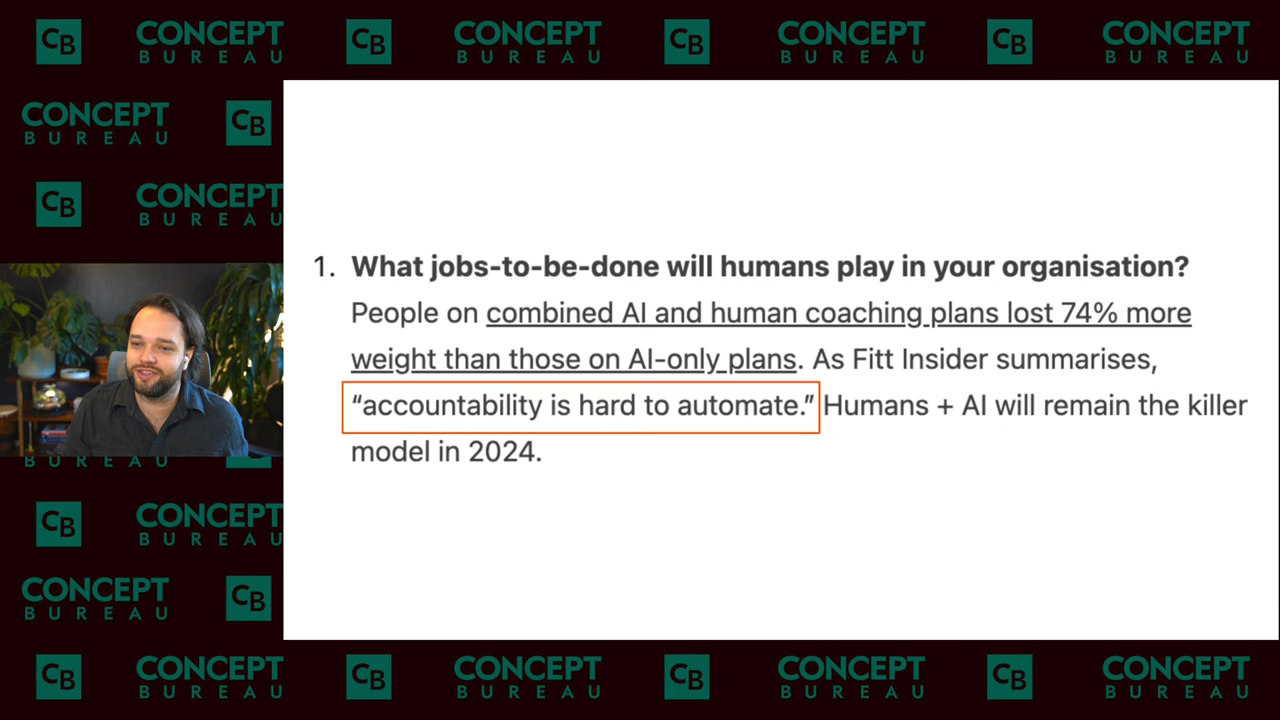 CB CONCEPT BUREAU CB CONCEPT BUREAU CB CONCEPT BUREAU CB CONCEPT BUREAU
CONCEPT BUREAU CB
CB CONCEPT BUREAU
1. What jobs-to-be-done will humans play in your organisation?
People on combined AI and human coaching plans lost 74% more
weight than those on AI-only plans. As Fitt Insider summarises,
“accountability is hard to automate.” Humans + AI will remain the killer
model in 2024.
BUREAU
CB CONCEPT BUREAU
CONCEPT BUREAU CB
CB CONCEPT BUREAU CB CONCEPT BUREAU CB CONCEPT BUREAU CB CONCEPT BUREAU